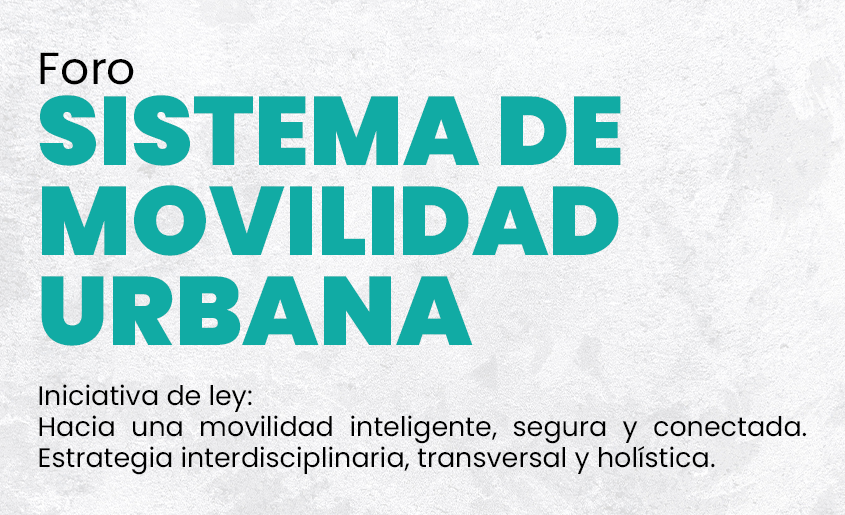 Foro
SISTEMA DE
MOVILIDAD
URBANA
Iniciativa de ley:
Hacia una movilidad inteligente, segura y conectada.
Estrategia interdisciplinaria, transversal y holística.